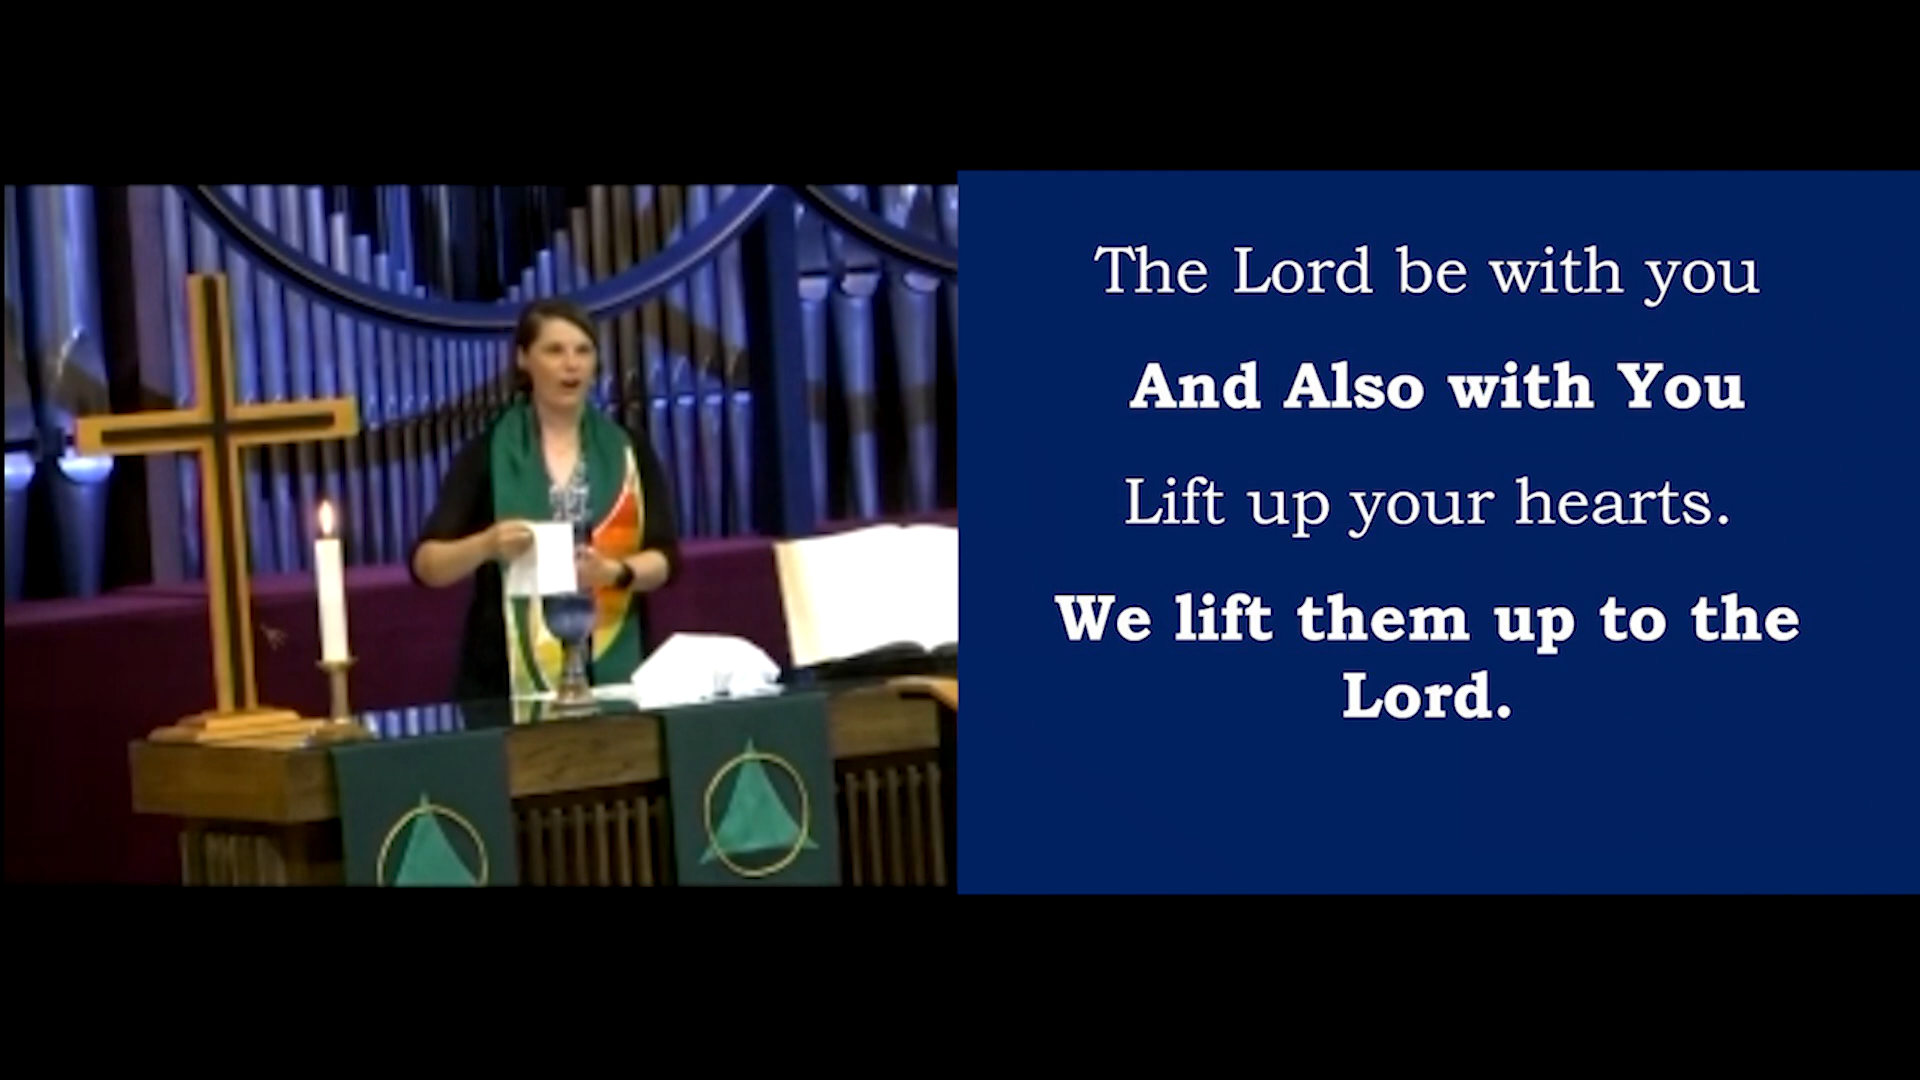 The Lord be with you
And Also with You
Lift up your hearts.
We lift them up to the
Lord.